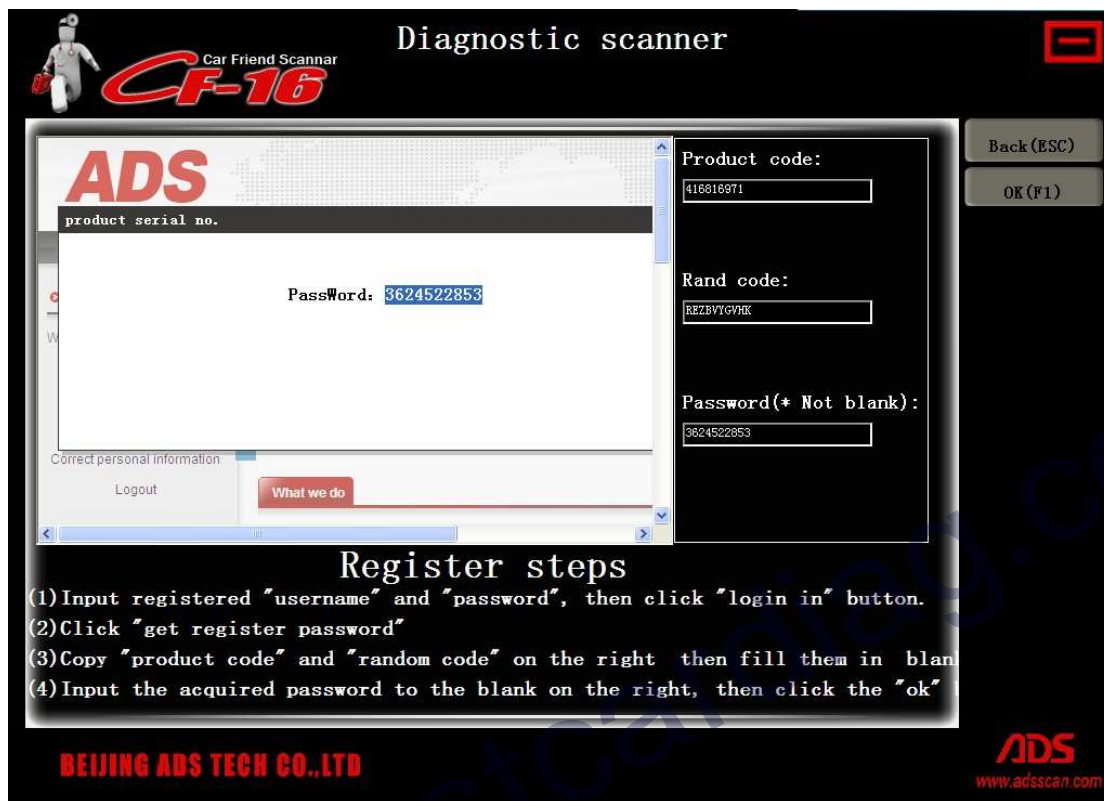 Diagnostic scanner
Car Friend Scannar
CF-16
Back(ESC)
OK(F1)
ADS
product serial no.
PassWord: 3624522853
W
Correct personal information
Logout
What we do
Product code:
416816971
Rand code:
REZBVYGVHK
Password(* Not blank):
3624522853
Register steps
(1)Input registered "username" and "password", then click "login in" button.
(2)Click "get register password"
(3)Copy "product code" and "random code" on the right then fill them in blan
(4)Input the acquired password to the blank on the right, then click the "ok"
BEIJING ADS TECH CO.,LTD
ADS
www.adsscan.com